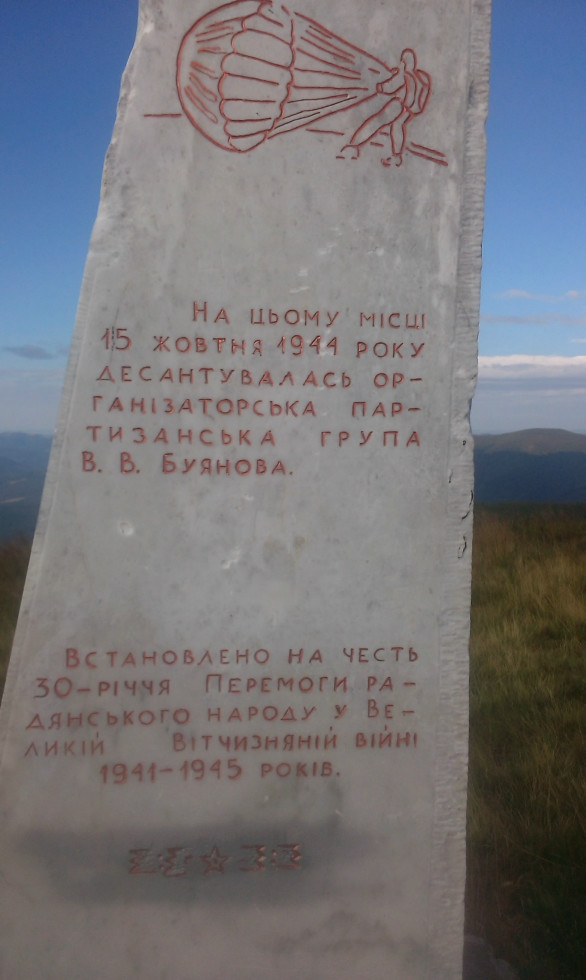 На цьому місці
15 жовтня 1944 року
десантувалась ор-
ганізаторська пар-
тизанська група
В. В. Буянова.
Встановлено на честь
30-річчя Перемоги ра-
дянського народу у Ве-
ликій Вітчизняній війні
1941-1945 років.